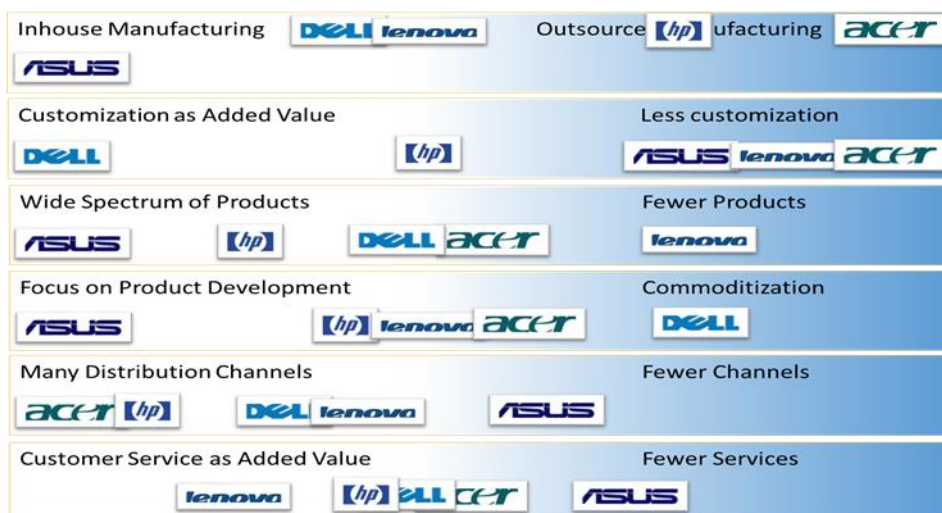 Inhouse Manufacturing DELL lenovo Outsource hp ufacturing acer
ASUS
Customization as Added Value Less customization
DELL hp ASUS lenovo acer
Wide Spectrum of Products Fewer Products
ASUS hp DELL acer lenovo
Focus on Product Development Commoditization
ASUS hp lenovo acer DELL
Many Distribution Channels Fewer Channels
acer hp DELL lenovo ASUS
Customer Service as Added Value Fewer Services
lenovo hp DELL acer ASUS